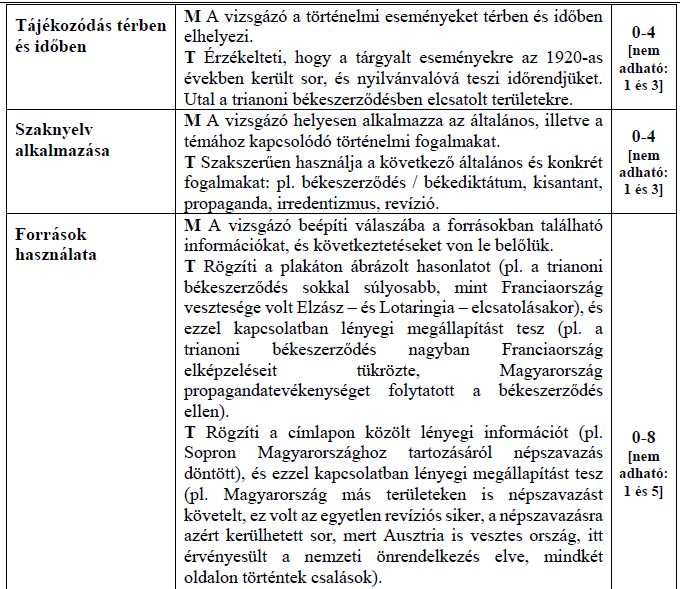 Tájékozódás térben
és időben
M A vizsgázó a történelmi eseményeket térben és időben
elhelyezi.
T Érzékelteti, hogy a tárgyalt eseményekre az 1920-as
években került sor, és nyilvánvalóvá teszi időrendjüket.
Utal a trianoni békeszerződésben elcsatolt területekre.
0-4
[nem
adható:
1 és 3]
Szaknyelv
alkalmazása
M A vizsgázó helyesen alkalmazza az általános, illetve a
témához kapcsolódó történelmi fogalmakat.
T Szakszerűen használja a következő általános és konkrét
fogalmakat: pl. békeszerződés / békediktátum, kisantant,
propaganda, irredentizmus, revízió.
0-4
[nem
adható:
1 és 3]
Források
használata
M A vizsgázó beépíti válaszába a forrásokban található
információkat, és következtetéseket von le belőlük.
T Rögzíti a plakáton ábrázolt hasonlatot (pl. a trianoni
békeszerződés sokkal súlyosabb, mint Franciaország
vesztesége volt Elzász – és Lotaringia – elcsatolásakor), és
ezzel kapcsolatban lényegi megállapítást tesz (pl. a
trianoni békeszerződés nagyban Franciaország
elképzeléseit tükrözte, Magyarország
propagandatevékenységet folytatott a békeszerződés
ellen).
T Rögzíti a címlapon közölt lényegi információt (pl.
Sopron Magyarországhoz tartozásáról népszavazás
döntött), és ezzel kapcsolatban lényegi megállapítást tesz
(pl. Magyarország más területeken is népszavazást
követelt, ez volt az egyetlen revíziós siker, a népszavazásra
azért kerülhetett sor, mert Ausztria is vesztes ország, itt
érvényesült a nemzeti önrendelkezés elve, mindkét
oldalon történtek csalások).
0-8
[nem
adható:
1 és 5]